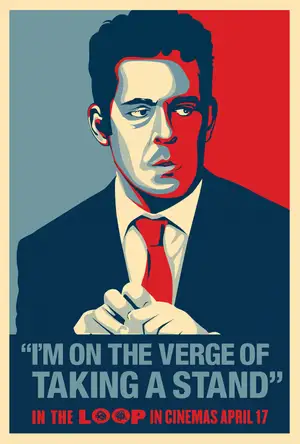 “I’M ON THE VERGE OF
TAKING A STAND”
IN THE LOOP IN CINEMAS APRIL 17